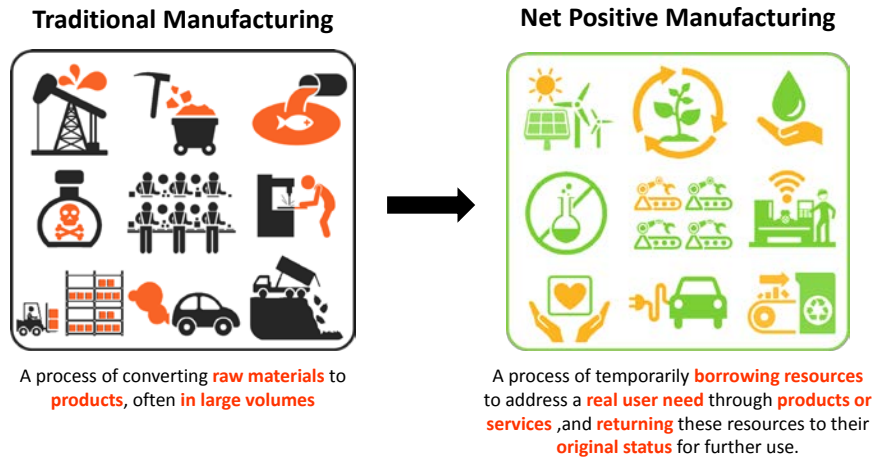 Traditional Manufacturing
Net Positive Manufacturing
A process of converting raw materials to
products, often in large volumes
A process of temporarily borrowing resources
to address a real user need through products or
services ,and returning these resources to their
original status for further use.